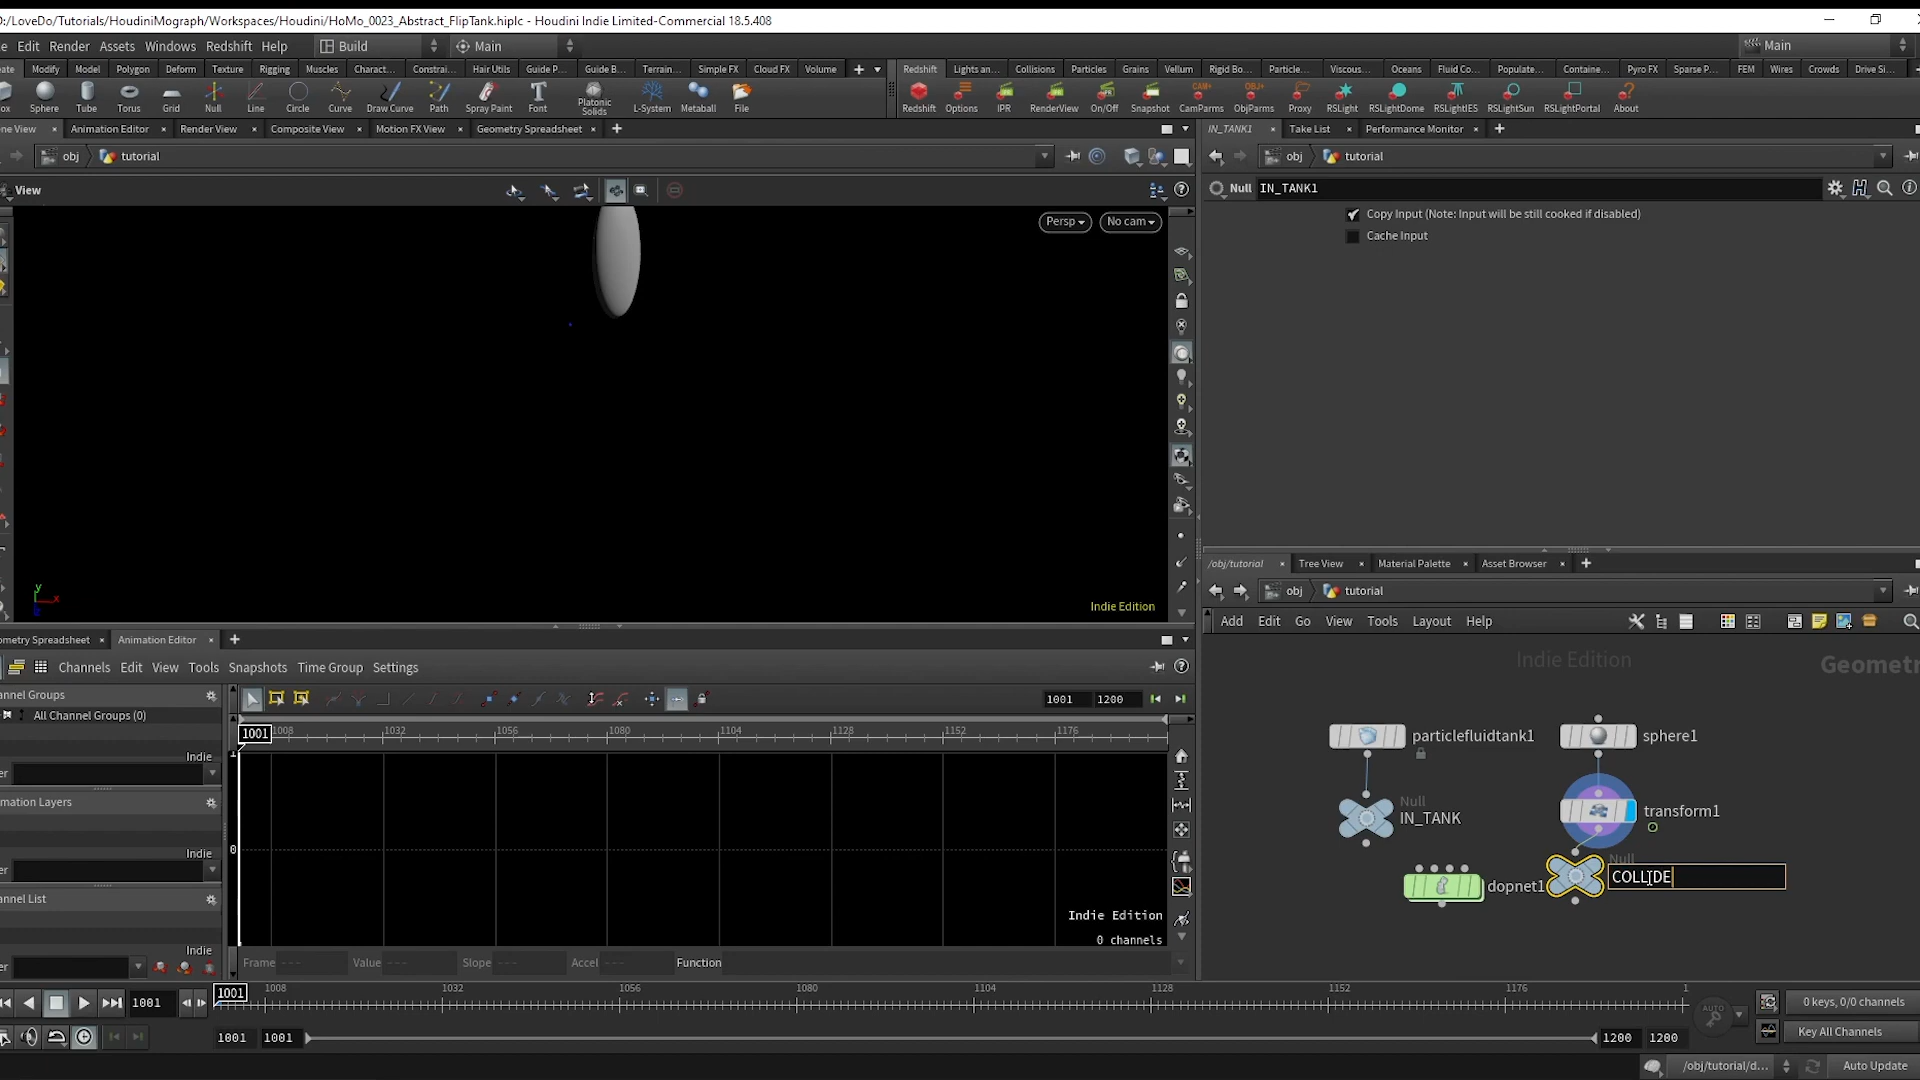 D:/LoveDo/Tutorials/HoudiniMograph/Workspaces/Houdini/HoMo_0023_Abstract_FlipTank.hiplc - Houdini Indie Limited-Commercial 18.5.408
Edit Render Assets Windows Redshift Help Build Main Main
Modify Model Polygon Deform Texture Rigging Muscles Charact... Constrai... Hair Utils Guide P... Guide B... Terrain... Simple FX Cloud FX Volume Redshift Lights an... Collisions Particles Grains Vellum Rigid Bo... Particle... Viscous... Oceans Fluid Co... Populate... Containe... Pyro FX Sparse P... FEM Wires Crowds Drive Si...
Sphere Tube Torus Grid Null Line Circle Curve Draw Curve Path Spray Paint Font Platonic Solids L-System Metaball File Redshift Options IPR RenderView On/Off Snapshot CamParms ObjParms Proxy RSLight RSLightDome RSLightIES RSLightSun RSLightPortal About
Animation Editor Render View Composite View Motion FX View Geometry Spreadsheet IN_TANK1 Take List Performance Monitor
obj tutorial obj tutorial
View Null IN_TANK1
Persp No cam Copy Input (Note: Input will be still cooked if disabled)
Cache Input
Indie Edition
/obj/tutorial Tree View Material Palette Asset Browser
obj tutorial
Add Edit Go View Tools Layout Help
Indie Edition Geometr
particlefluidtank1 sphere1
Null
IN_TANK
transform1
Null
COLLIDE
dopnet1
ometry Spreadsheet Animation Editor
Channels Edit View Tools Snapshots Time Group Settings
annel Groups 1001 1200
All Channel Groups (0)
1001 1008 1032 1056 1080 1104 1128 1152 1176
Indie
mation Layers
1
0
Indie
annel List
Indie Edition
0 channels
Indie
Frame --- Value --- Slope --- Accel --- Function
1001 1001 1008 1032 1056 1080 1104 1128 1152 1176 1
0 keys, 0/0 channels
1001 1001 1200 1200 Key All Channels
AUTO
/obj/tutorial/d... Auto Update